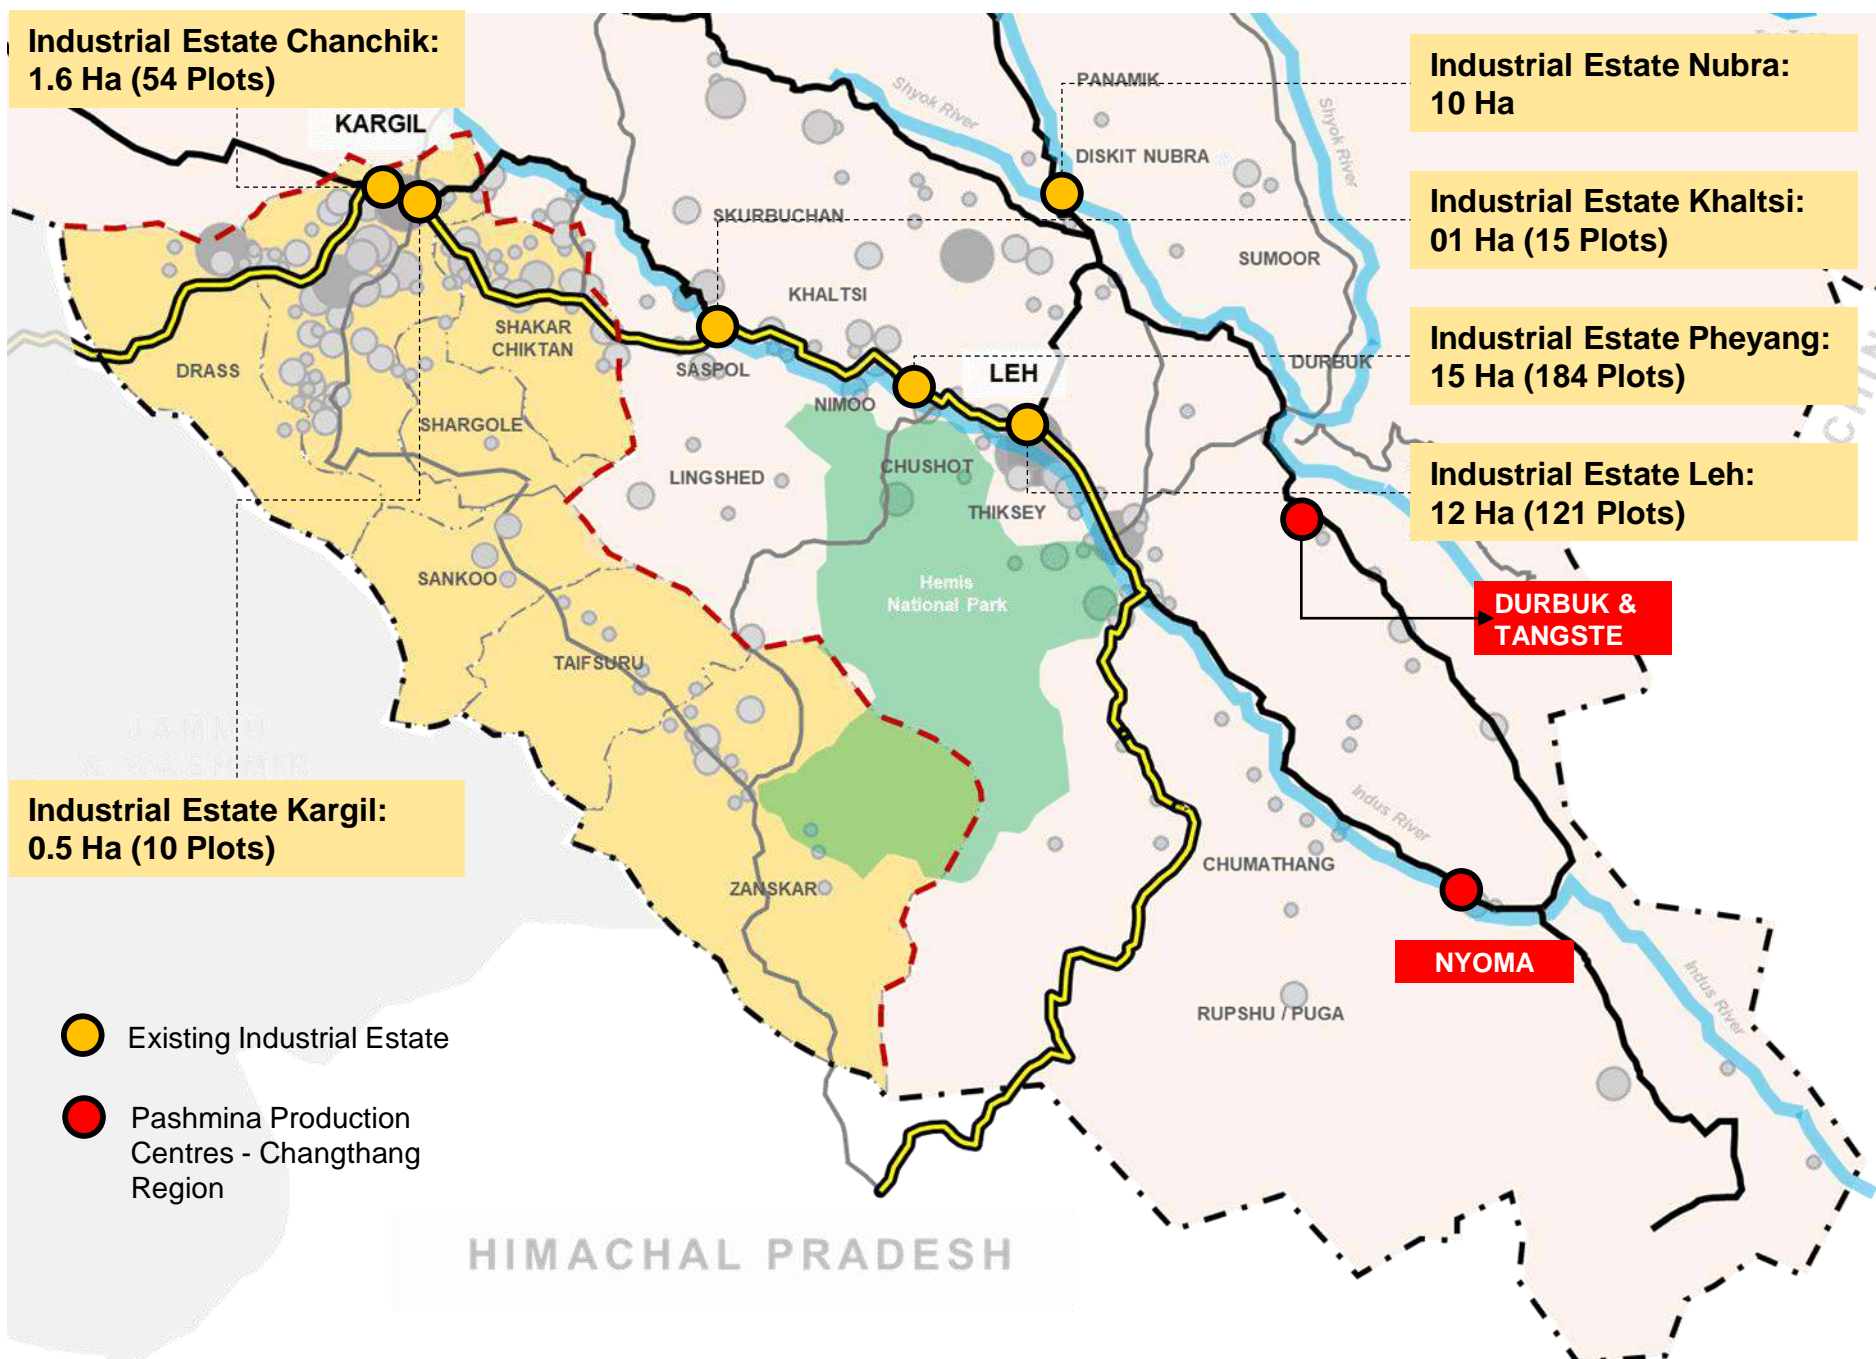 Industrial Estate Chanchik:
1.6 Ha (54 Plots)
Industrial Estate Nubra:
10 Ha
PANAMIK
Shyok River
Shyok River
KARGIL
DISKIT NUBRA
Industrial Estate Khaltsi:
01 Ha (15 Plots)
SKURBUCHAN
SUMOOR
KHALTSI
SHAKAR
CHIKTAN
Industrial Estate Pheyang:
15 Ha (184 Plots)
DRASS
SASPOL
LEH
DURBUK
NIMOO
CHIN
SHARGOLE
CHUSHOT
LINGSHED
Industrial Estate Leh:
12 Ha (121 Plots)
THIKSEY
SANKOO
Hemis
National Park
DURBUK &
TANGSTE
TAIFSURU
JAMMU
& KASHMIR
Industrial Estate Kargil:
0.5 Ha (10 Plots)
Indus River
CHUMATHANG
ZANSKAR
NYOMA
Indus River
RUPSHU / PUGA
Existing Industrial Estate
Pashmina Production
Centres - Changthang
Region
HIMACHAL PRADESH